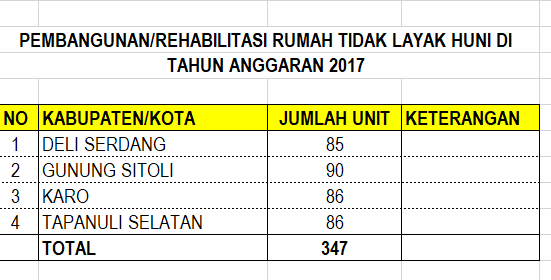 PEMBANGUNAN/REHABILITASI RUMAH TIDAK LAYAK HUNI DI
TAHUN ANGGARAN 2017
NO KABUPATEN/KOTA JUMLAH UNIT KETERANGAN
1 DELI SERDANG 85
2 GUNUNG SITOLI 90
3 KARO 86
4 TAPANULI SELATAN 86
TOTAL 347